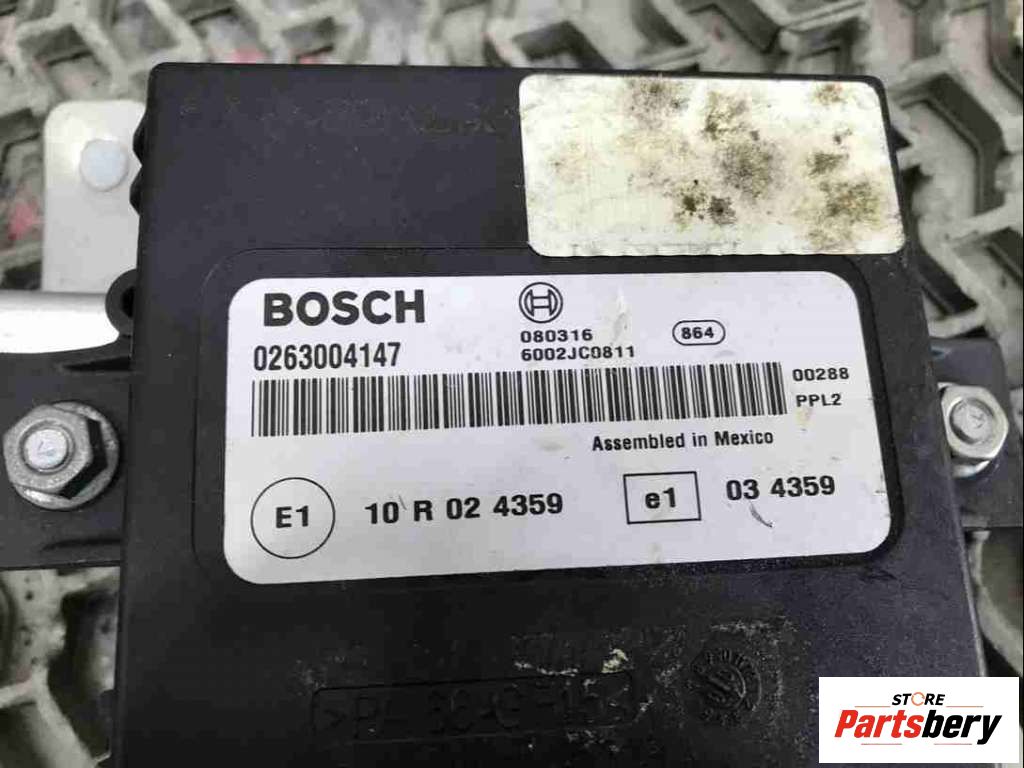 BOSCH
0263004147
080316
6002JC0811
864
00288
PPL2
Assembled in Mexico
E1
10 R 02 4359
e1
03 4359
STORE
Partsbery